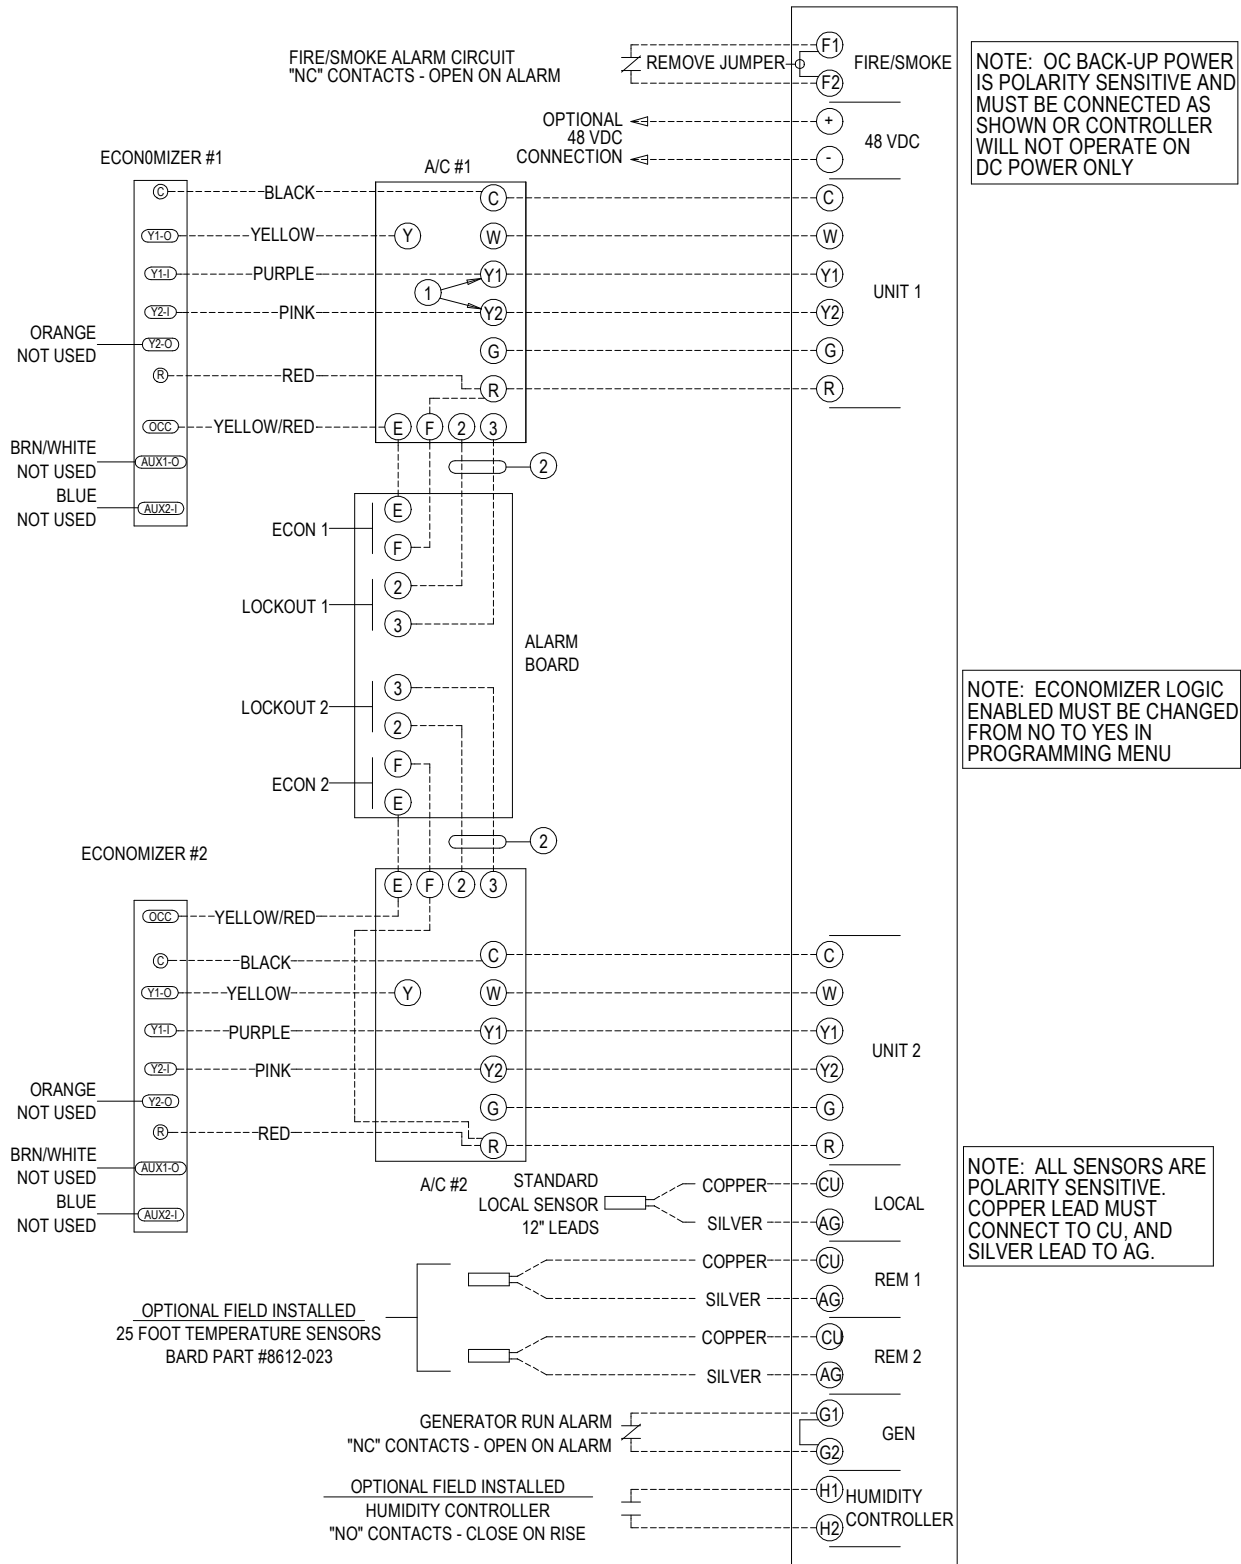 FIRE/SMOKE ALARM CIRCUIT
"NC" CONTACTS - OPEN ON ALARM
REMOVE JUMPER
F1
F2
FIRE/SMOKE
NOTE: OC BACK-UP POWER
IS POLARITY SENSITIVE AND
MUST BE CONNECTED AS
SHOWN OR CONTROLLER
WILL NOT OPERATE ON
DC POWER ONLY
OPTIONAL
48 VDC
CONNECTION
+
-
48 VDC
ECON0MIZER #1
C
BLACK
Y1-O
YELLOW
Y1-I
PURPLE
Y2-I
PINK
ORANGE
NOT USED
Y2-O
R
RED
OCC
YELLOW/RED
BRN/WHITE
NOT USED
AUX1-O
BLUE
NOT USED
AUX2-I
A/C #1
C
Y
W
Y1
1
Y2
G
R
E F 2 3
C
W
Y1
Y2
G
R
UNIT 1
2
ECON 1
E
F
LOCKOUT 1
2
3
ALARM
BOARD
LOCKOUT 2
3
2
ECON 2
F
E
2
NOTE: ECONOMIZER LOGIC
ENABLED MUST BE CHANGED
FROM NO TO YES IN
PROGRAMMING MENU
ECONOMIZER #2
OCC
YELLOW/RED
C
BLACK
Y1-O
YELLOW
Y1-I
PURPLE
Y2-I
PINK
ORANGE
NOT USED
Y2-O
R
RED
BRN/WHITE
NOT USED
AUX1-O
BLUE
NOT USED
AUX2-I
E F 2 3
C
Y
W
Y1
Y2
G
R
A/C #2
C
W
Y1
Y2
G
R
UNIT 2
STANDARD
LOCAL SENSOR
12" LEADS
COPPER
SILVER
CU
AG
LOCAL
NOTE: ALL SENSORS ARE
POLARITY SENSITIVE.
COPPER LEAD MUST
CONNECT TO CU, AND
SILVER LEAD TO AG.
OPTIONAL FIELD INSTALLED
25 FOOT TEMPERATURE SENSORS
BARD PART #8612-023
COPPER
SILVER
CU
AG
REM 1
COPPER
SILVER
CU
AG
REM 2
GENERATOR RUN ALARM
"NC" CONTACTS - OPEN ON ALARM
G1
G2
GEN
OPTIONAL FIELD INSTALLED
HUMIDITY CONTROLLER
"NO" CONTACTS - CLOSE ON RISE
H1
H2
HUMIDITY
CONTROLLER